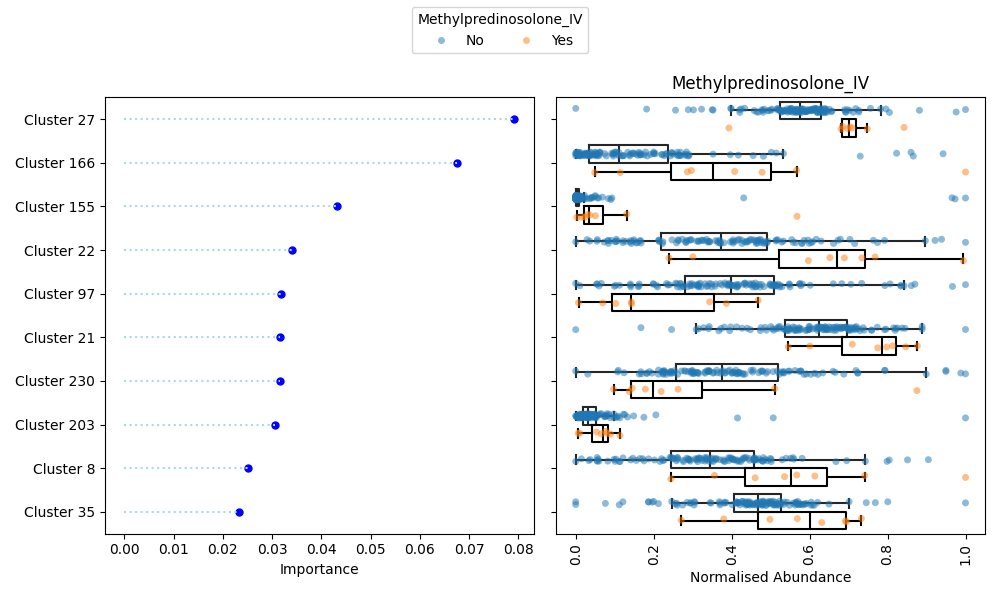 Methylpredinosolone_IV
No Yes
Methylpredinosolone_IV
Cluster 27
Cluster 166
Cluster 155
Cluster 22
Cluster 97
Cluster 21
Cluster 230
Cluster 203
Cluster 8
Cluster 35
0.00 0.01 0.02 0.03 0.04 0.05 0.06 0.07 0.08
Importance
0.0 0.2 0.4 0.6 0.8 1.0
Normalised Abundance